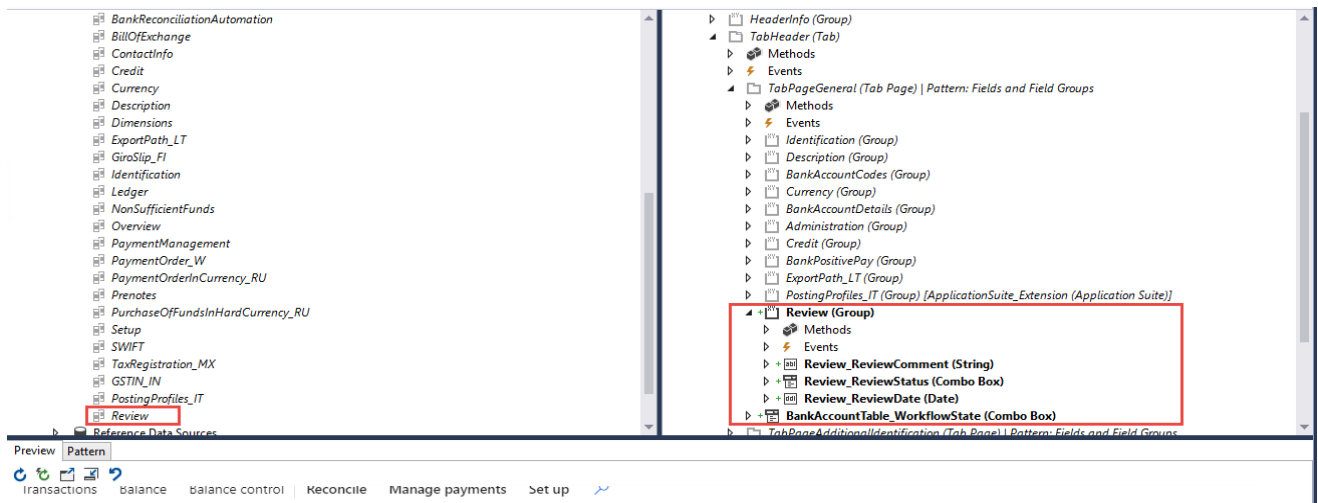 BankReconciliationAutomation
BillOfExchange
ContactInfo
Credit
Currency
Description
Dimensions
ExportPath_LT
GiroSlip_FI
Identification
Ledger
NonSufficientFunds
Overview
PaymentManagement
PaymentOrder_W
PaymentOrderInCurrency_RU
Prenotes
PurchaseOfFundsInHardCurrency_RU
Setup
SWIFT
TaxRegistration_MX
GSTIN_IN
PostingProfiles_IT
Review
Reference Data Sources
HeaderInfo (Group)
TabHeader (Tab)
Methods
Events
TabPageGeneral (Tab Page) | Pattern: Fields and Field Groups
Methods
Events
Identification (Group)
Description (Group)
BankAccountCodes (Group)
Currency (Group)
BankAccountDetails (Group)
Administration (Group)
Credit (Group)
BankPositivePay (Group)
ExportPath_LT (Group)
PostingProfiles_IT (Group) [ApplicationSuite_Extension (Application Suite)]
Review (Group)
Methods
Events
Review_ReviewComment (String)
Review_ReviewStatus (Combo Box)
Review_ReviewDate (Date)
BankAccountTable_WorkflowState (Combo Box)
TabPageAdditionalIdentification (Tab Page) | Pattern: Fields and Field Groups
Preview Pattern
Transactions Balance Balance control Reconcile Manage payments Set up